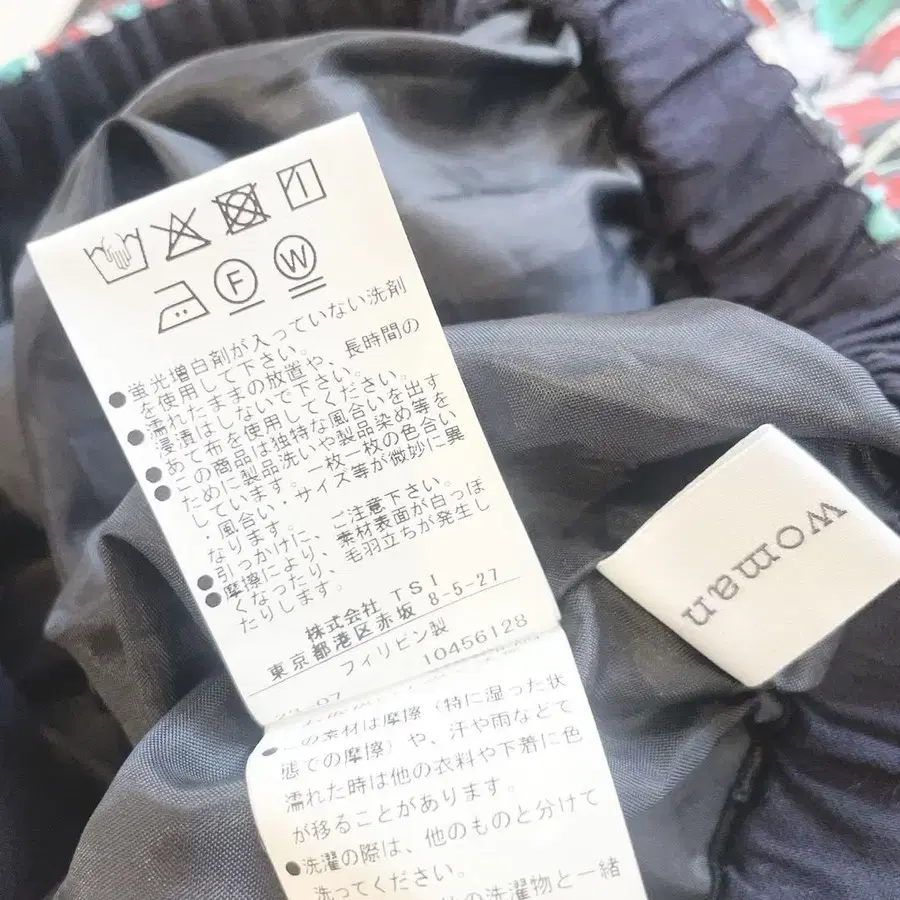 F W
●蛍光増白剤が入っていない洗剤
を使用して下さい。
●濡れたままの放置や、長時間の
浸漬はしないで下さい。
●あて布を使用してください。
●この商品は独特な風合いを出す
ために製品洗いや製品染め等を
しています。一枚一枚の色合い
・風合い・サイズ等が微妙に異
なります。
●引っかけに、ご注意下さい。
●摩擦により、素材表面が白っぽ
くなったり、毛羽立ちが発生し
たりします。
株式会社 TSI
東京都港区赤坂 8-5-27
フィリピン製
10456128
●この素材は摩擦（特に湿った状
態での摩擦）や、汗や雨などで
濡れた時は他の衣料や下着に色
が移ることがあります。
●洗濯の際は、他のものと分けて
洗ってください。
の洗濯物と一緒
woman